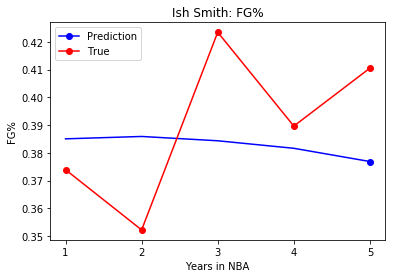 Ish Smith: FG%
Prediction
True
0.42
0.41
0.40
0.39
0.38
0.37
0.36
0.35
FG%
1
2
3
4
5
Years in NBA